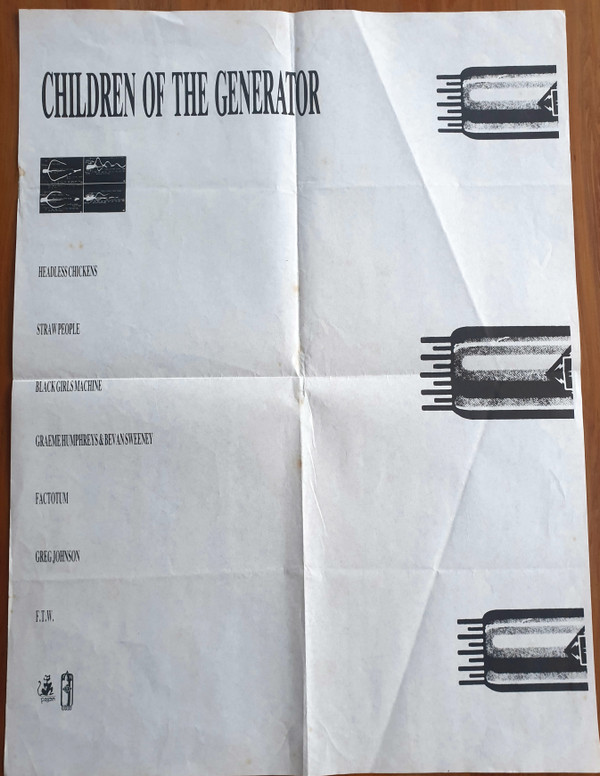 CHILDREN OF THE GENERATOR
HEADLESS CHICKENS
STRAW PEOPLE
BLACK GIRLS MACHINE
GRAEME HUMPHREYS & BEVAN SWEENEY
FACTOTUM
GREG JOHNSON
F.T.W.